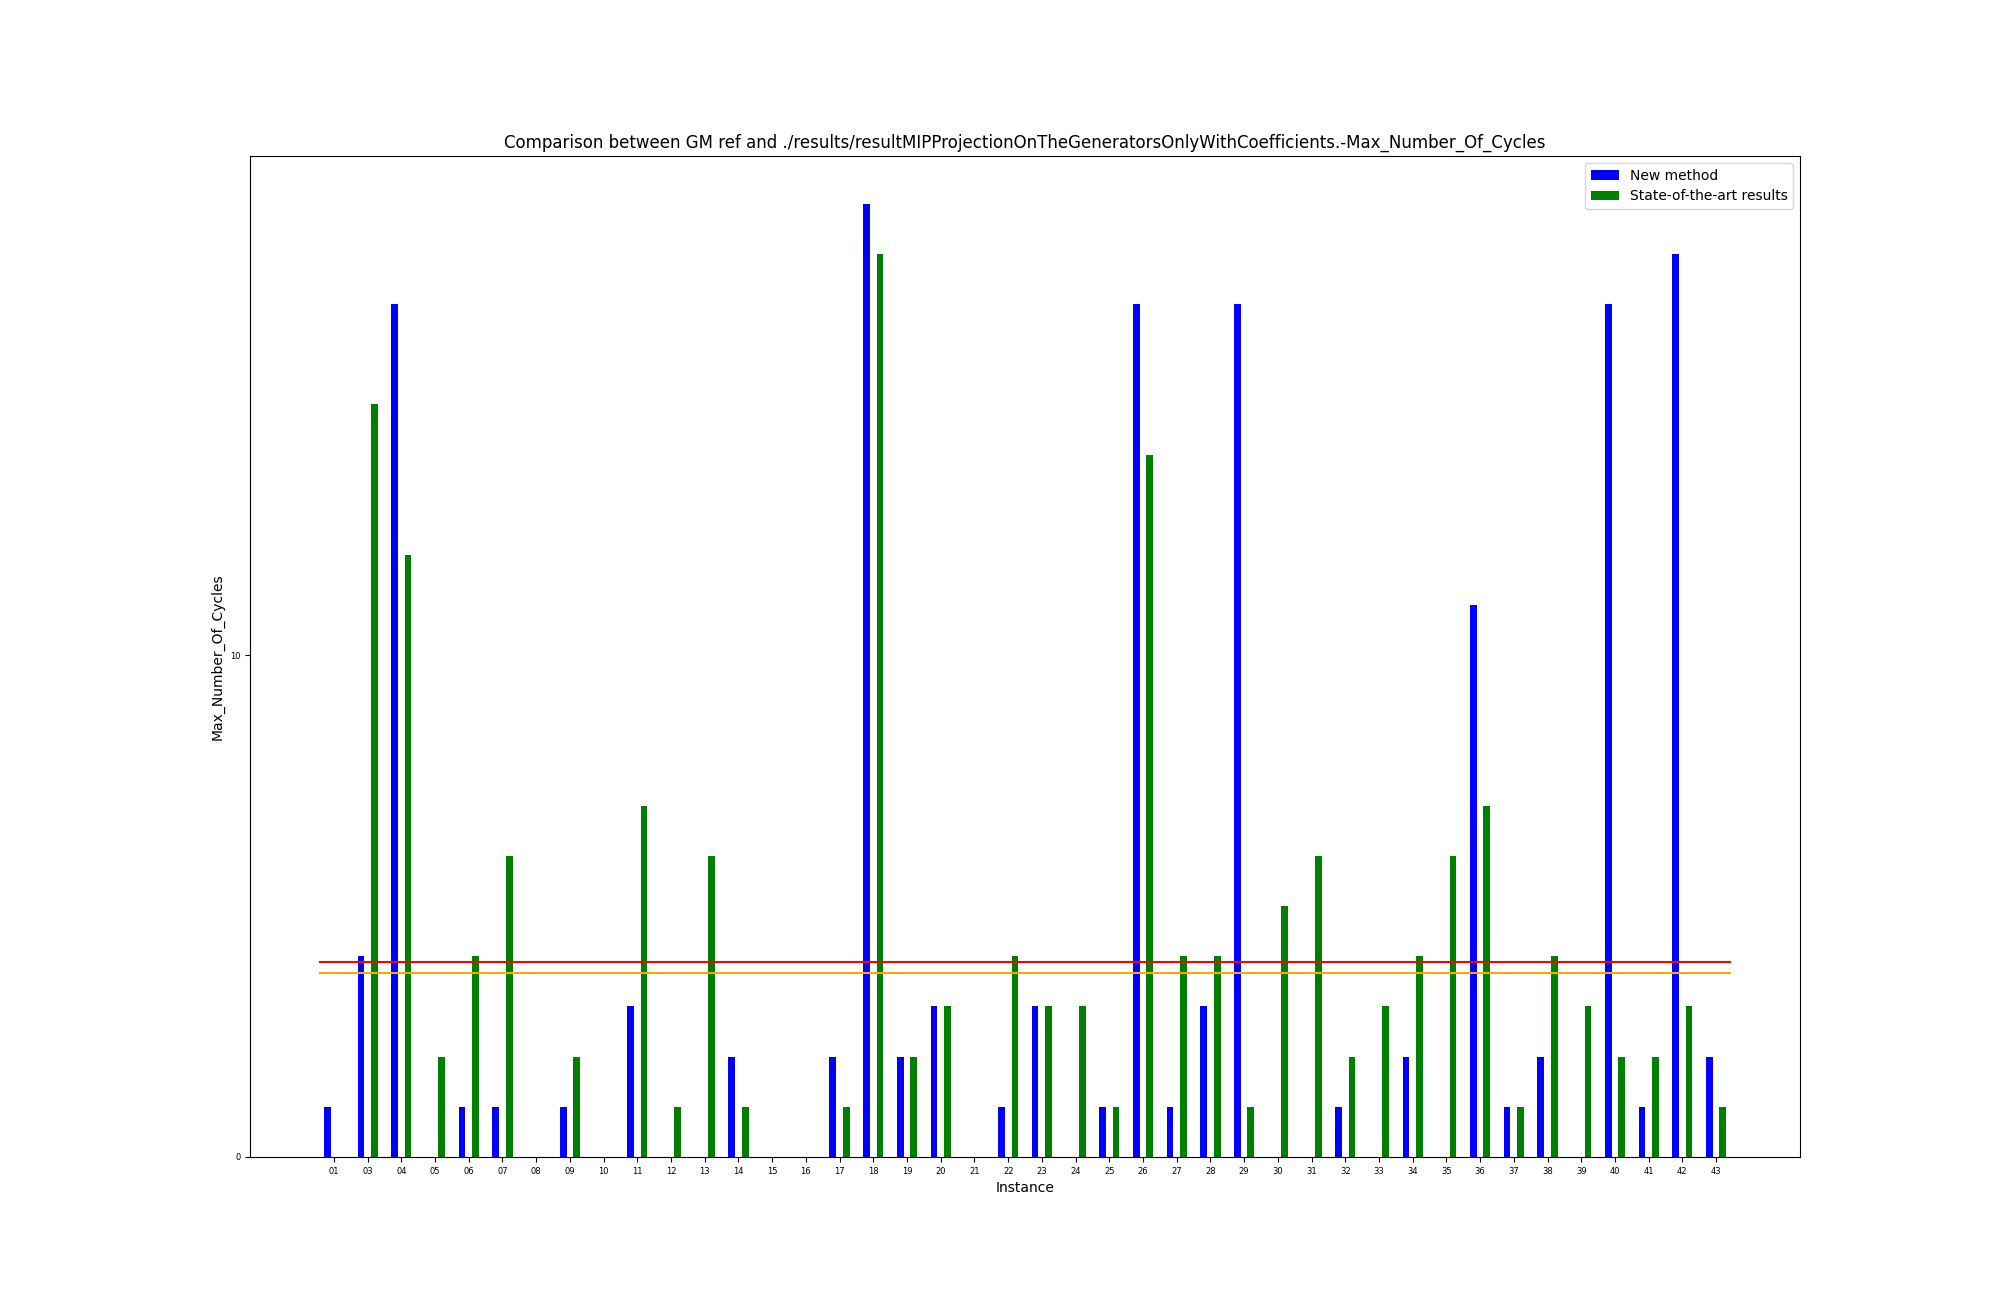 Comparison between GM ref and ./results/resultMIPProjectionOnTheGeneratorsOnlyWithCoefficients.-Max_Number_Of_Cycles
New method
State-of-the-art results
Max_Number_Of_Cycles
10
0
01 03 04 05 06 07 08 09 10 11 12 13 14 15 16 17 18 19 20 21 22 23 24 25 26 27 28 29 30 31 32 33 34 35 36 37 38 39 40 41 42 43
Instance